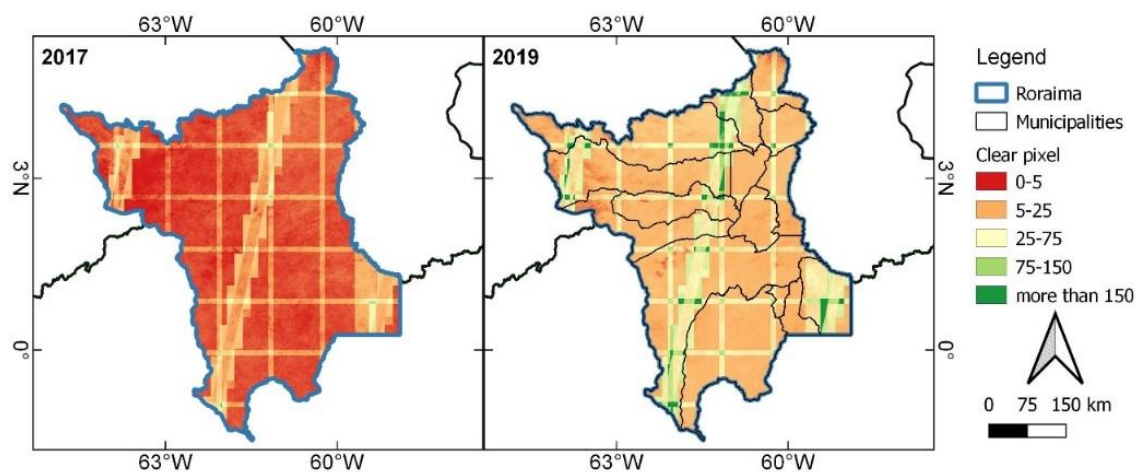 63°W 60°W 63°W 60°W
2017 2019
3°N 3°N
0° 0°
63°W 60°W 63°W 60°W
Legend
Roraima
Municipalities
Clear pixel
0-5
5-25
25-75
75-150
more than 150
0 75 150 km